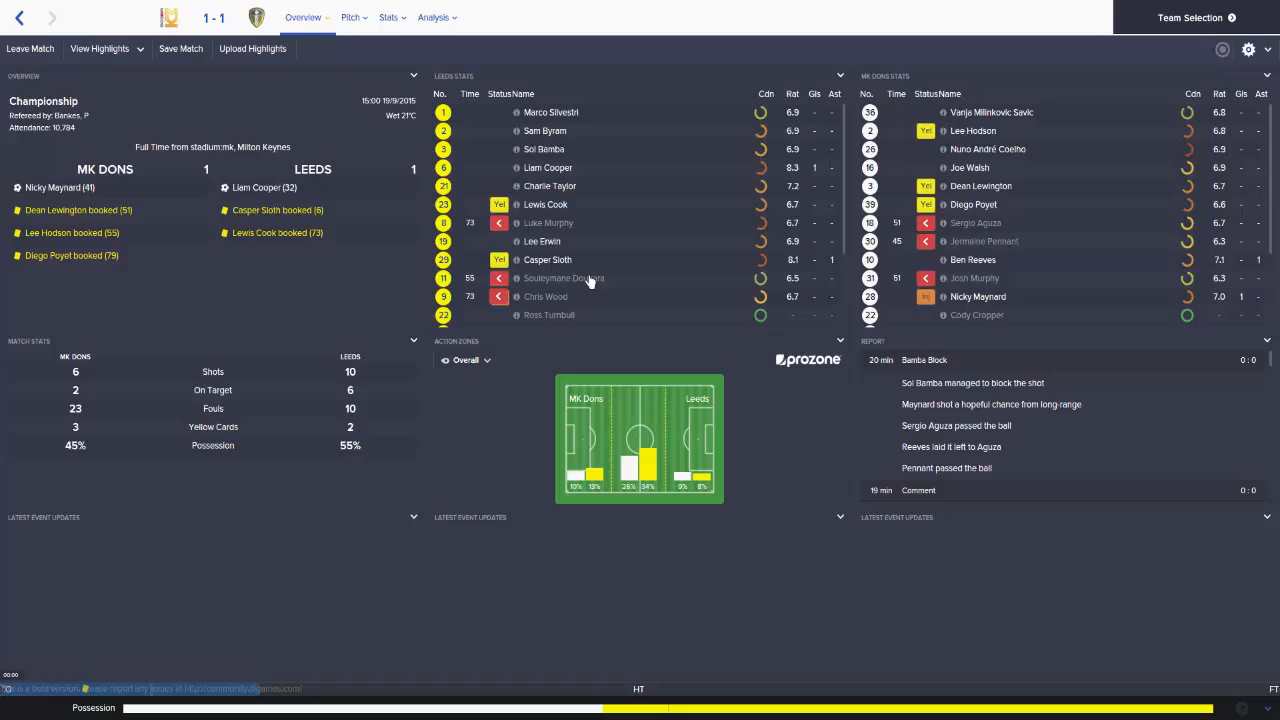 1 - 1
Overview
Pitch
Stats
Analysis
Team Selection
Leave Match
View Highlights
Save Match
Upload Highlights
OVERVIEW
Championship
15:00 19/9/2015
Refereed by: Bankes, P
Wet 21°C
Attendance: 10,784
Full Time from stadium:mk, Milton Keynes
MK DONS 1 LEEDS 1
Nicky Maynard (41)
Liam Cooper (32)
Dean Lewington booked (51)
Casper Sloth booked (6)
Lee Hodson booked (55)
Lewis Cook booked (73)
Diego Poyet booked (79)
LEEDS STATS
No. Time Status Name Cdn Rat Gls Ast
1 Marco Silvestri 6.9 - -
2 Sam Byram 6.9 - -
3 Sol Bamba 6.9 - -
6 Liam Cooper 8.3 1 -
21 Charlie Taylor 7.2 - -
23 Yel Lewis Cook 6.7 - -
8 73 Luke Murphy 6.7 - -
19 Lee Erwin 6.9 - -
29 Yel Casper Sloth 8.1 - 1
11 55 Souleymane 6.5 - -
9 73 Chris Wood 6.7 - -
22 Ross Turnbull - - -
MK DONS STATS
No. Time Status Name Cdn Rat Gls Ast
36 Vanja Milinkovic Savic 6.8 - -
2 Yel Lee Hodson 6.8 - -
26 Nuno André Coelho 6.9 - -
16 Joe Walsh 6.9 - -
3 Yel Dean Lewington 6.7 - -
39 Yel Diego Poyet 6.6 - -
18 51 Sergio Aguza 6.7 - -
30 45 Jermaine Pennant 6.3 - -
10 Ben Reeves 7.1 - 1
31 51 Josh Murphy 6.3 - -
28 Inj Nicky Maynard 7.0 1 -
22 Cody Cropper - - -
MATCH STATS
MK DONS LEEDS
6 Shots 10
2 On Target 6
23 Fouls 10
3 Yellow Cards 2
45% Possession 55%
ACTION ZONES
Overall
prozone
MK Dons Leeds
10% 13% 26% 34% 9% 8%
REPORT
20 min Bamba Block 0 : 0
Sol Bamba managed to block the shot
Maynard shot a hopeful chance from long-range
Sergio Aguza passed the ball
Reeves laid it left to Aguza
Pennant passed the ball
19 min Comment 0 : 0
LATEST EVENT UPDATES
LATEST EVENT UPDATES
LATEST EVENT UPDATES
00:00
This is a beta version. Please report any issues at http://community.sigames.com/
HT
FT
Possession